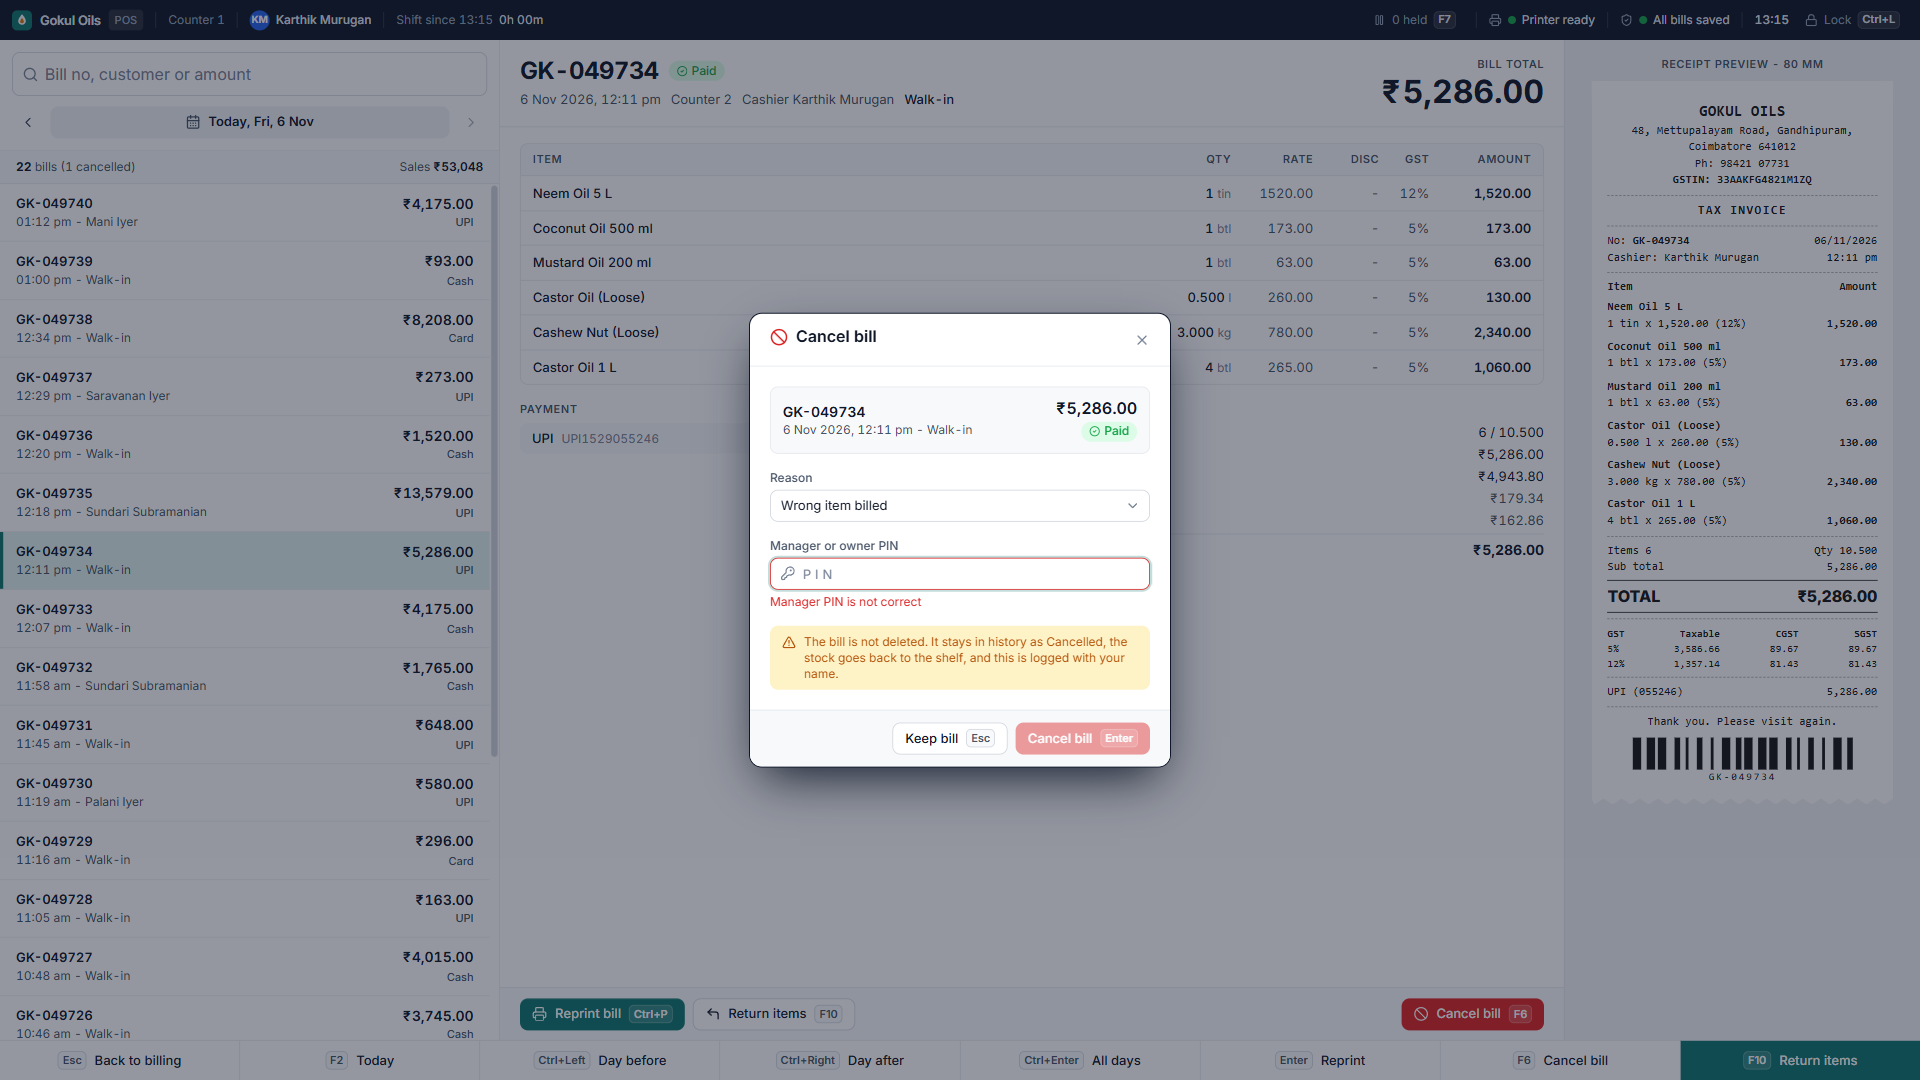 Gokul Oils POS Counter 1 KM Karthik Murugan Shift since 13:15 0h 00m 0 held F7 Printer ready All bills saved 13:15 Lock Ctrl+L
Bill no, customer or amount
Today, Fri, 6 Nov
22 bills (1 cancelled) Sales ₹53,048
GK-049740 ₹4,175.00
01:12 pm - Mani Iyer UPI
GK-049739 ₹93.00
01:00 pm - Walk-in Cash
GK-049738 ₹8,208.00
12:34 pm - Walk-in Card
GK-049737 ₹273.00
12:29 pm - Saravanan Iyer UPI
GK-049736 ₹1,520.00
12:20 pm - Walk-in Cash
GK-049735 ₹13,579.00
12:18 pm - Sundari Subramanian UPI
GK-049734 ₹5,286.00
12:11 pm - Walk-in UPI
GK-049733 ₹4,175.00
12:07 pm - Walk-in Cash
GK-049732 ₹1,765.00
11:58 am - Sundari Subramanian Cash
GK-049731 ₹648.00
11:45 am - Walk-in UPI
GK-049730 ₹580.00
11:19 am - Palani Iyer UPI
GK-049729 ₹296.00
11:16 am - Walk-in Card
GK-049728 ₹163.00
11:05 am - Walk-in UPI
GK-049727 ₹4,015.00
10:48 am - Walk-in Cash
GK-049726 ₹3,745.00
10:46 am - Walk-in Cash
GK-049734 Paid
6 Nov 2026, 12:11 pm Counter 2 Cashier Karthik Murugan Walk-in
BILL TOTAL
₹5,286.00
ITEM QTY RATE DISC GST AMOUNT
Neem Oil 5 L 1 tin 1520.00 - 12% 1,520.00
Coconut Oil 500 ml 1 btl 173.00 - 5% 173.00
Mustard Oil 200 ml 1 btl 63.00 - 5% 63.00
Castor Oil (Loose) 0.500 l 260.00 - 5% 130.00
Cashew Nut (Loose) 3.000 kg 780.00 - 5% 2,340.00
Castor Oil 1 L 4 btl 265.00 - 5% 1,060.00
PAYMENT
UPI UPI1529055246
6 / 10.500
₹5,286.00
₹4,943.80
₹179.34
₹162.86
₹5,286.00
Cancel bill
GK-049734 ₹5,286.00
6 Nov 2026, 12:11 pm - Walk-in Paid
Reason
Wrong item billed
Manager or owner PIN
PIN
Manager PIN is not correct
The bill is not deleted. It stays in history as Cancelled, the
stock goes back to the shelf, and this is logged with your
name.
Keep bill Esc Cancel bill Enter
Reprint bill Ctrl+P Return items F10 Cancel bill F6
RECEIPT PREVIEW - 80 MM
GOKUL OILS
48, Mettupalayam Road, Gandhipuram,
Coimbatore 641012
Ph: 98421 07731
GSTIN: 33AAKFG4821M1ZQ
TAX INVOICE
No: GK-049734 06/11/2026
Cashier: Karthik Murugan 12:11 pm
Item Amount
Neem Oil 5 L
1 tin x 1,520.00 (12%) 1,520.00
Coconut Oil 500 ml
1 btl x 173.00 (5%) 173.00
Mustard Oil 200 ml
1 btl x 63.00 (5%) 63.00
Castor Oil (Loose)
0.500 l x 260.00 (5%) 130.00
Cashew Nut (Loose)
3.000 kg x 780.00 (5%) 2,340.00
Castor Oil 1 L
4 btl x 265.00 (5%) 1,060.00
Items 6 Qty 10.500
Sub total 5,286.00
TOTAL ₹5,286.00
GST Taxable CGST SGST
5% 3,586.66 89.67 89.67
12% 1,357.14 81.43 81.43
UPI (055246) 5,286.00
Thank you. Please visit again.
GK-049734
Esc Back to billing F2 Today Ctrl+Left Day before Ctrl+Right Day after Ctrl+Enter All days Enter Reprint F6 Cancel bill F10 Return items